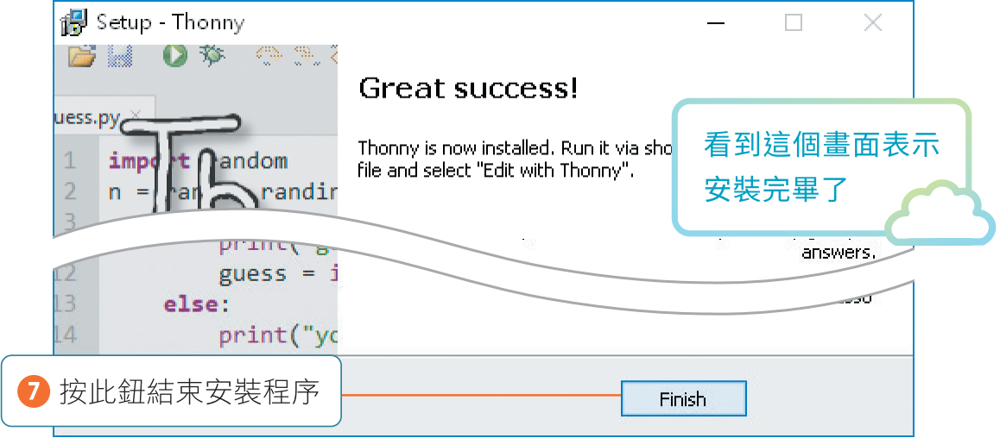 Setup - Thonny
uess.py
Th
1 import random
2 n = ran randin
3
print("g
12 guess = i
13 else:
14 print("yo
Great success!
Thonny is now installed. Run it via sho
file and select "Edit with Thonny".
看到這個畫面表示
安裝完畢了
answers.
7 按此鈕結束安裝程序
Finish